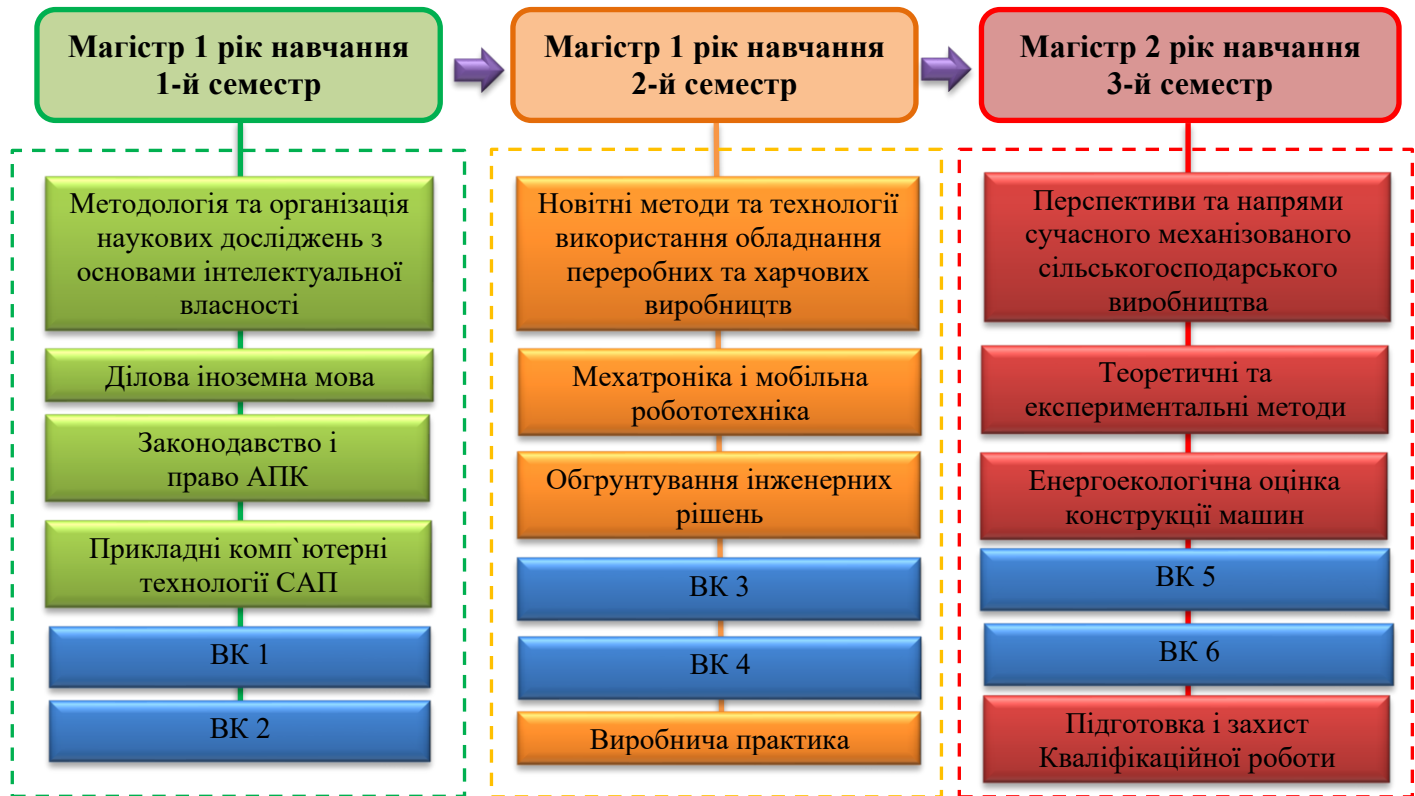 Магістр 1 рік навчання
1-й семестр
Методологія та організація
наукових досліджень з
основами інтелектуальної
власності
Ділова іноземна мова
Законодавство і
право АПК
Прикладні комп`ютерні
технології САП
ВК 1
ВК 2
Магістр 1 рік навчання
2-й семестр
Новітні методи та технології
використання обладнання
переробних та харчових
виробництв
Мехатроніка і мобільна
робототехніка
Обгрунтування інженерних
рішень
ВК 3
ВК 4
Виробнича практика
Магістр 2 рік навчання
3-й семестр
Перспективи та напрями
сучасного механізованого
сільськогосподарського
виробництва
Теоретичні та
експериментальні методи
Енергоекологічна оцінка
конструкції машин
ВК 5
ВК 6
Підготовка і захист
Кваліфікаційної роботи